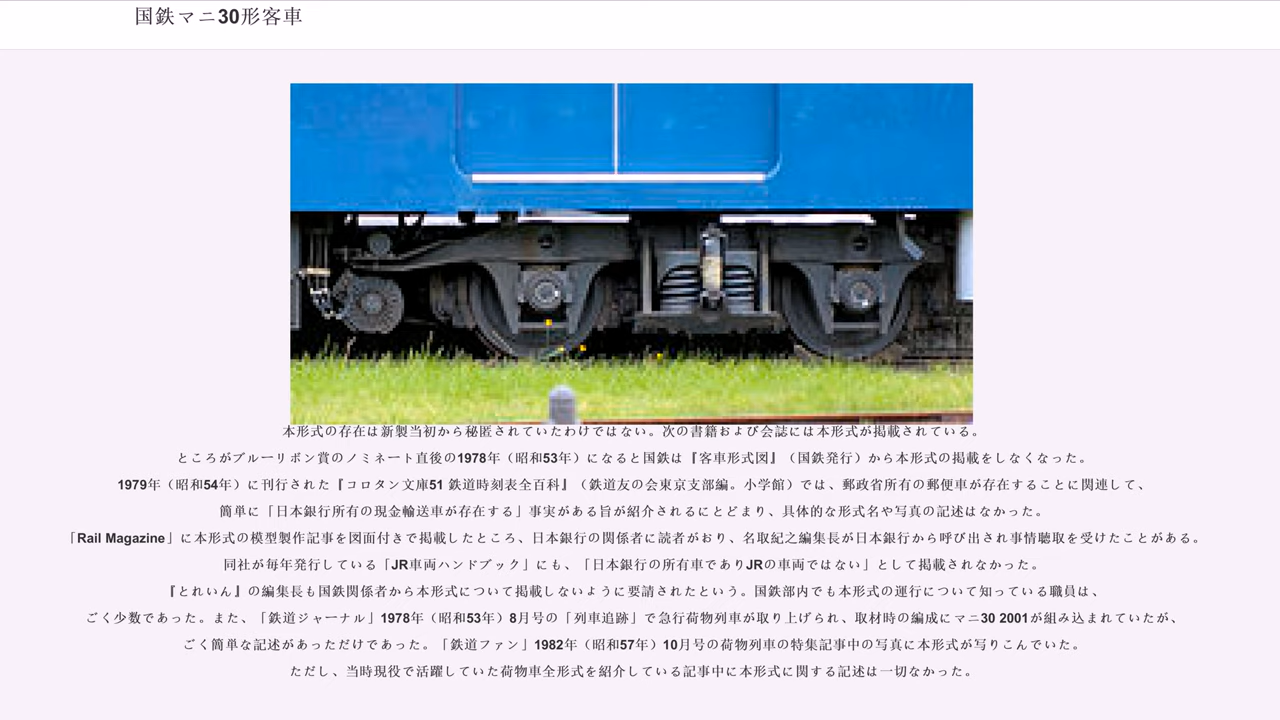 国鉄マニ30形客車
本形式の存在は新製当初から秘匿されていたわけではない。次の書籍および会誌には本形式が掲載されている。
ところがブルーリボン賞のノミネート直後の1978年（昭和53年）になると国鉄は『客車形式図』（国鉄発行）から本形式の掲載をしなくなった。
1979年（昭和54年）に刊行された『コロタン文庫51 鉄道時刻表全百科』（鉄道友の会東京支部編。小学館）では、郵政省所有の郵便車が存在することに関連して、
簡単に「日本銀行所有の現金輸送車が存在する」事実がある旨が紹介されるにとどまり、具体的な形式名や写真の記述はなかった。
「Rail Magazine」に本形式の模型製作記事を図面付きで掲載したところ、日本銀行の関係者に読者がおり、名取紀之編集長が日本銀行から呼び出され事情聴取を受けたことがある。
同社が毎年発行している「JR車両ハンドブック」にも、「日本銀行の所有車でありJRの車両ではない」として掲載されなかった。
『とれいん』の編集長も国鉄関係者から本形式について掲載しないように要請されたという。国鉄部内でも本形式の運行について知っている職員は、
ごく少数であった。また、「鉄道ジャーナル」1978年（昭和53年）8月号の「列車追跡」で急行荷物列車が取り上げられ、取材時の編成にマニ30 2001が組み込まれていたが、
ごく簡単な記述があっただけであった。「鉄道ファン」1982年（昭和57年）10月号の荷物列車の特集記事中の写真に本形式が写りこんでいた。
ただし、当時現役で活躍していた荷物車全形式を紹介している記事中に本形式に関する記述は一切なかった。